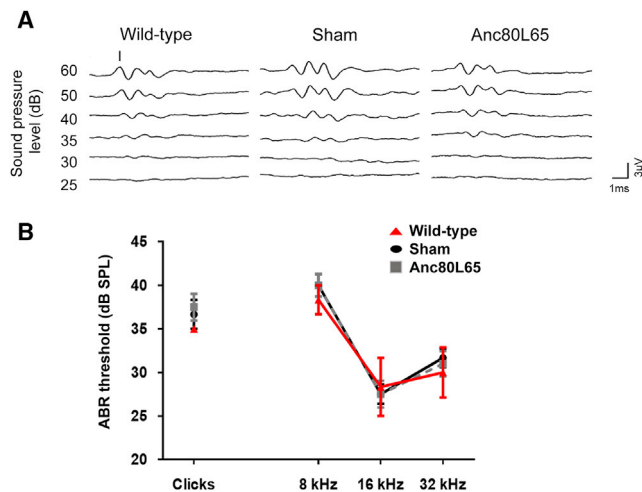 A
Wild-type Sham Anc80L65
Sound pressure
level (dB)
60
50
40
35
30
25
3μV
1ms
B
Wild-type
Sham
Anc80L65
ABR threshold (dB SPL)
45
40
35
30
25
20
Clicks 8 kHz 16 kHz 32 kHz